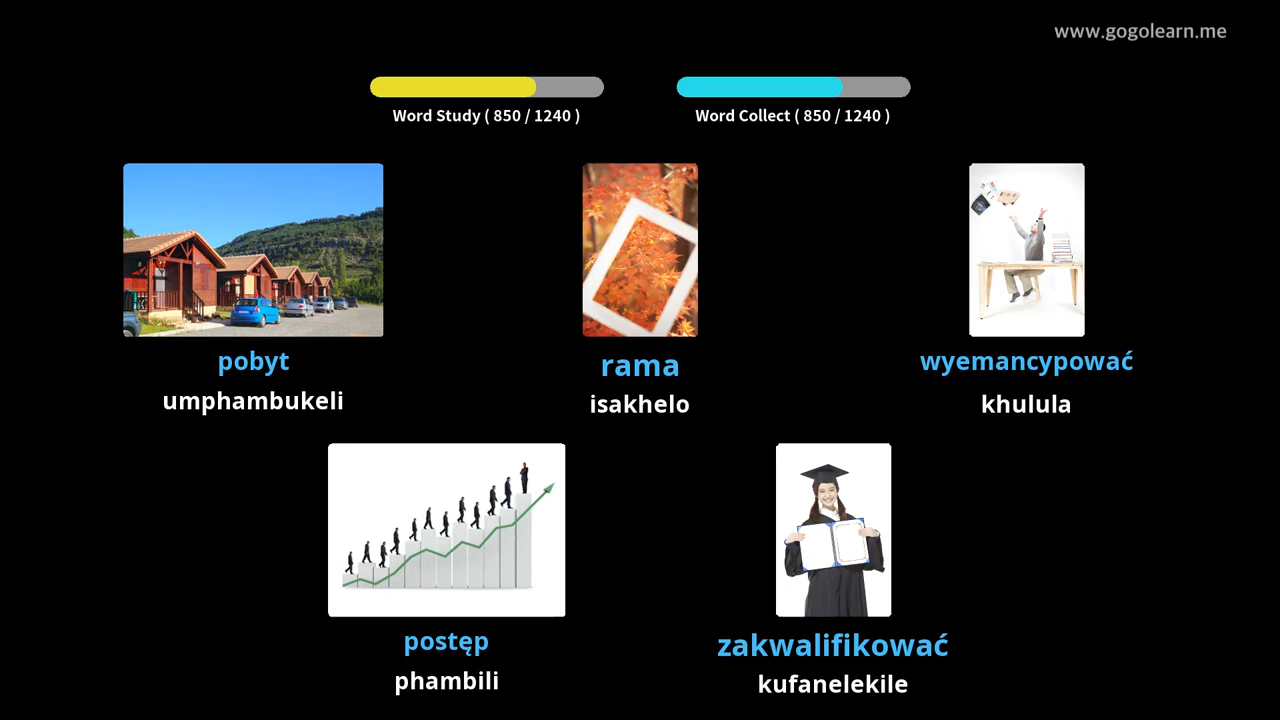 www.gogolearn.me
Word Study ( 850 / 1240 )
Word Collect ( 850 / 1240 )
pobyt
umphambukeli
rama
isakhelo
wyemancypować
khulula
postęp
phambili
zakwalifikować
kufanelekile